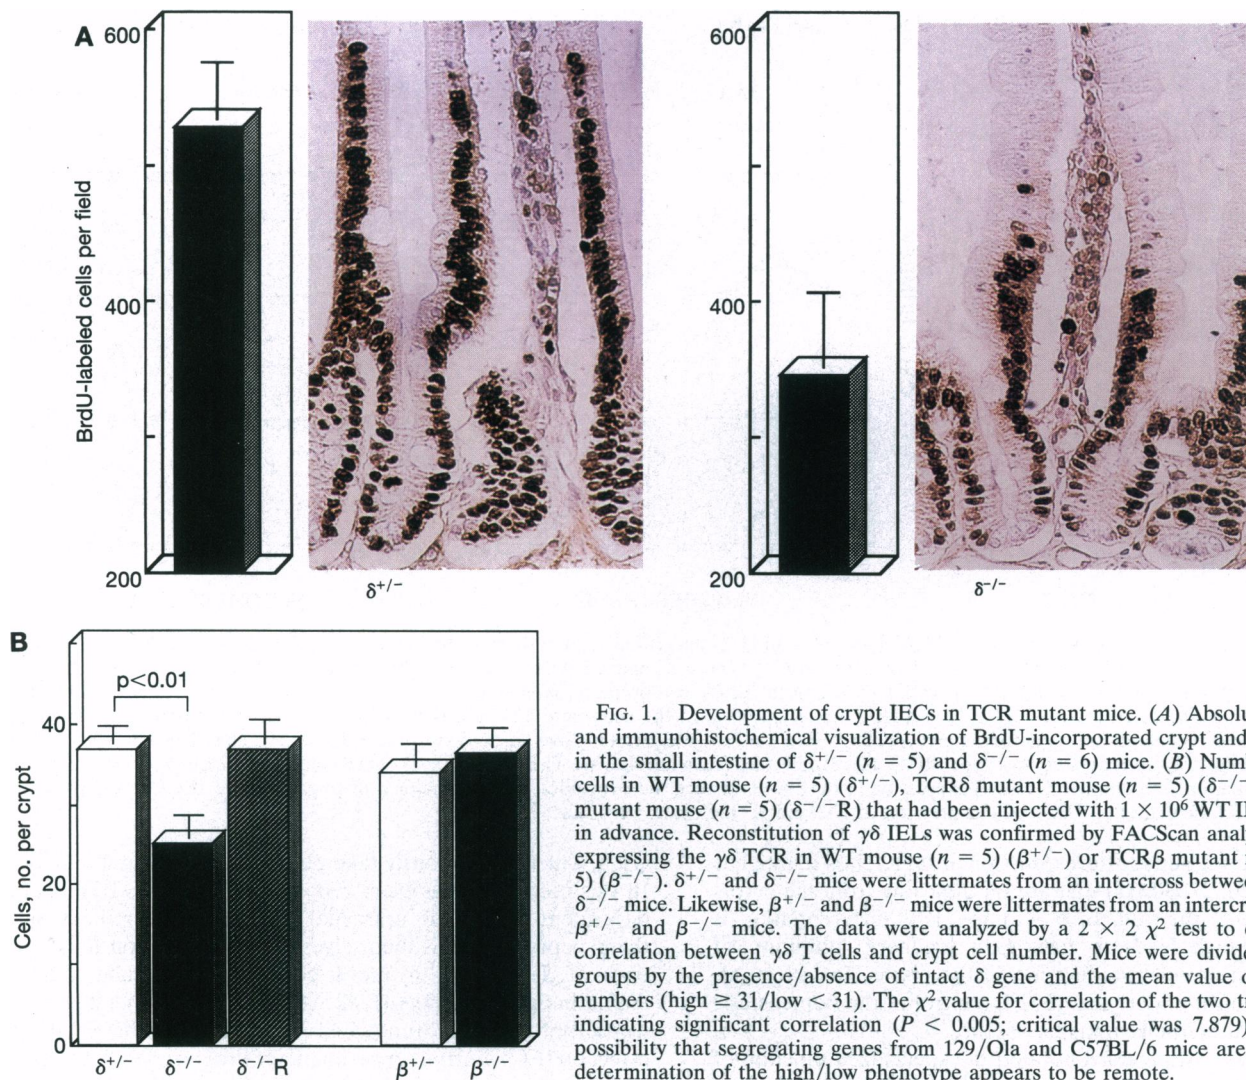 A
600
400
200
BrdU-labeled cells per field
δ+/−
600
400
200
δ−/−
B
p<0.01
40
20
0
Cells, no. per crypt
δ+/− δ−/− δ−/−R β+/− β−/−
FIG. 1. Development of crypt IECs in TCR mutant mice. (A) Absolu
and immunohistochemical visualization of BrdU-incorporated crypt and
in the small intestine of δ+/− (n = 5) and δ−/− (n = 6) mice. (B) Num
cells in WT mouse (n = 5) (δ+/−), TCRδ mutant mouse (n = 5) (δ−/−
mutant mouse (n = 5) (δ−/−R) that had been injected with 1 × 10⁶ WT I
in advance. Reconstitution of γδ IELs was confirmed by FACScan anal
expressing the γδ TCR in WT mouse (n = 5) (β+/−) or TCRβ mutant
5) (β−/−). δ+/− and δ−/− mice were littermates from an intercross betwe
δ−/− mice. Likewise, β+/− and β−/− mice were littermates from an intercr
β+/− and β−/− mice. The data were analyzed by a 2 × 2 χ² test to
correlation between γδ T cells and crypt cell number. Mice were divide
groups by the presence/absence of intact δ gene and the mean value o
numbers (high ≥ 31/low < 31). The χ² value for correlation of the two t
indicating significant correlation (P < 0.005; critical value was 7.879)
possibility that segregating genes from 129/Ola and C57BL/6 mice are
determination of the high/low phenotype appears to be remote.